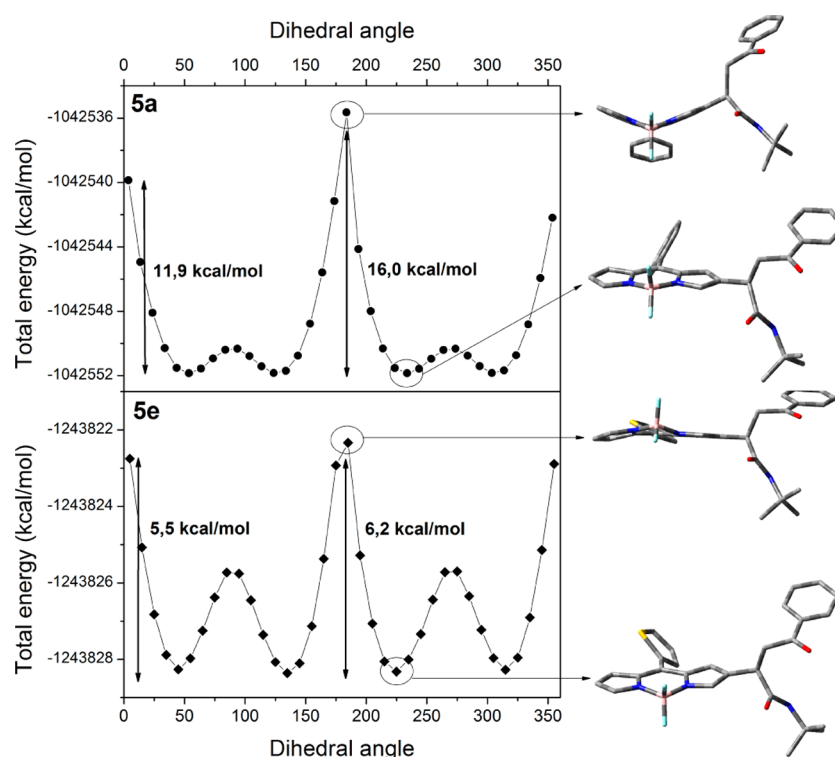 Dihedral angle
0 50 100 150 200 250 300 350
5a
-1042536
-1042540
-1042544
-1042548
-1042552
Total energy (kcal/mol)
11,9 kcal/mol
16,0 kcal/mol
5e
-1243822
-1243824
-1243826
-1243828
Total energy (kcal/mol)
5,5 kcal/mol
6,2 kcal/mol
0 50 100 150 200 250 300 350
Dihedral angle